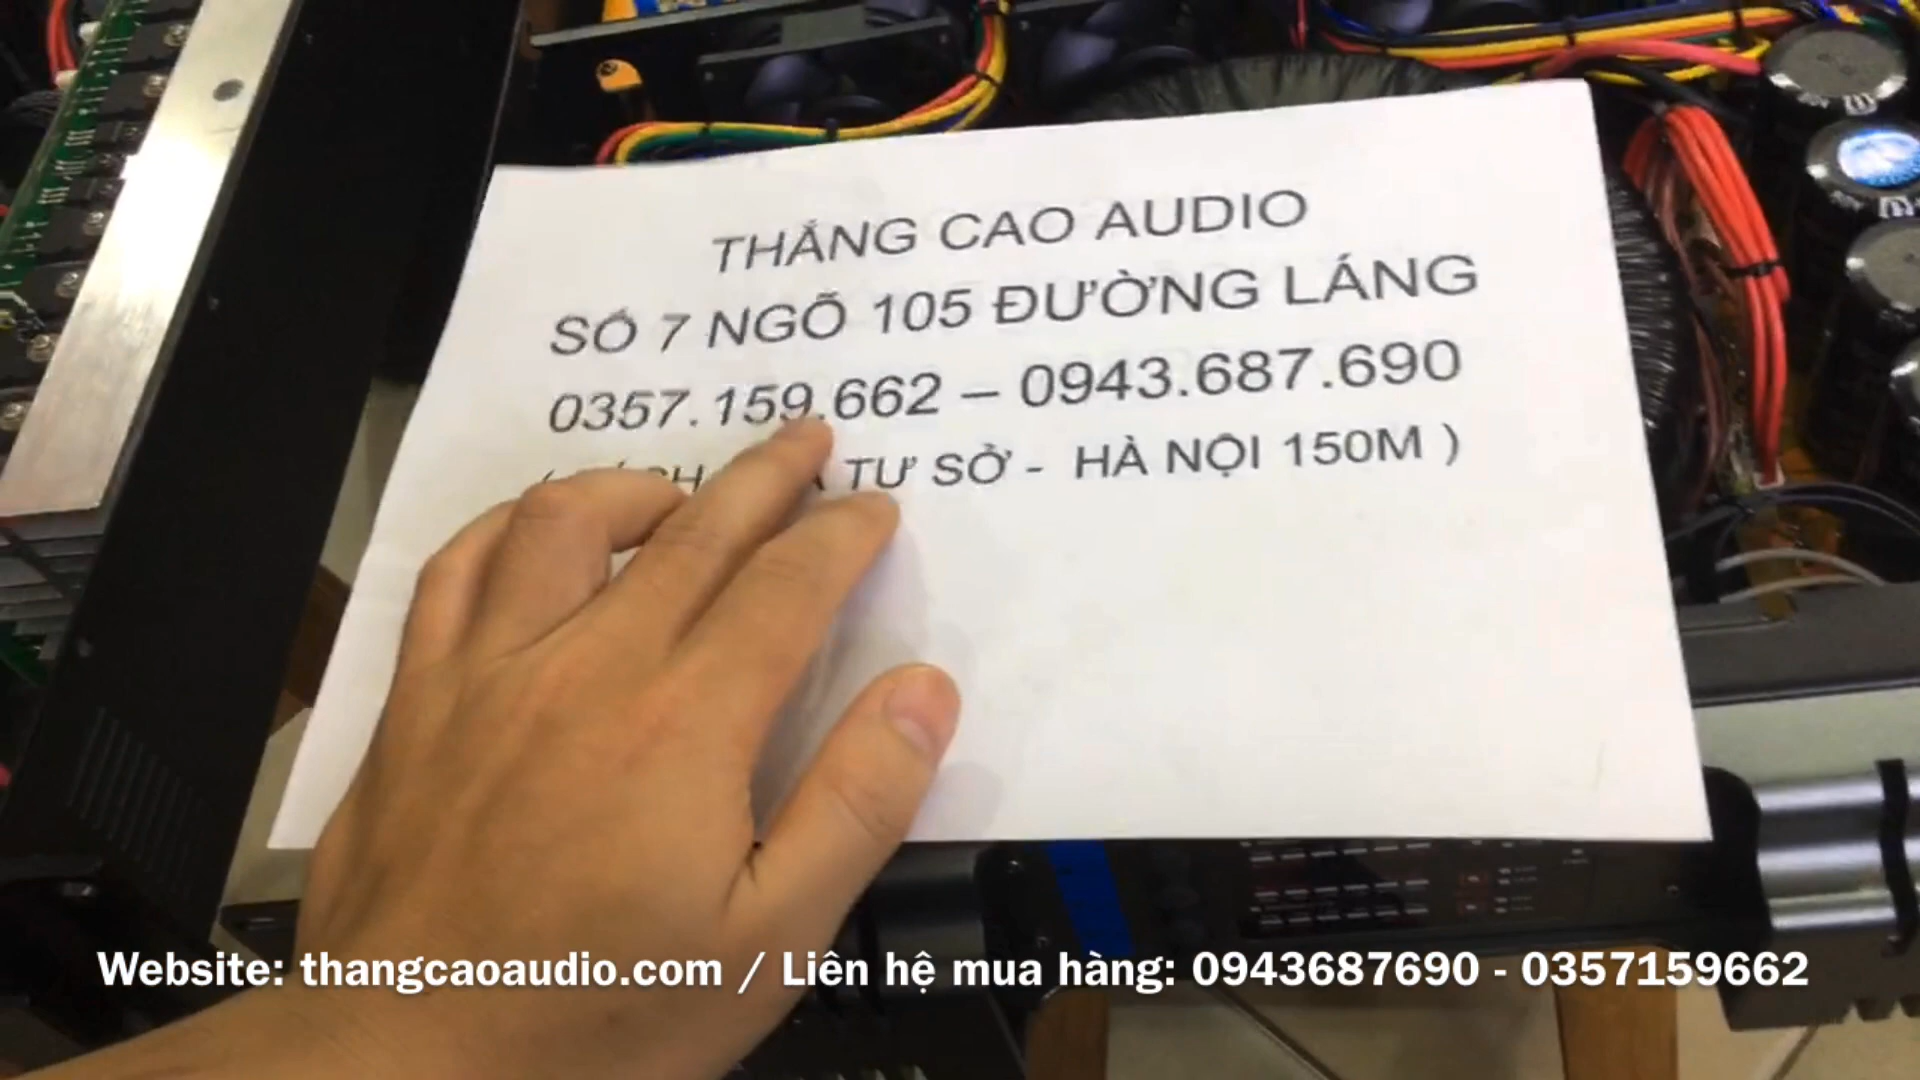 THẮNG CAO AUDIO
SỐ 7 NGÕ 105 ĐƯỜNG LÁNG
0357.159.662 – 0943.687.690
( TƯ SỞ - HÀ NỘI 150M )
Website: thangcaoaudio.com / Liên hệ mua hàng: 0943687690 - 0357159662